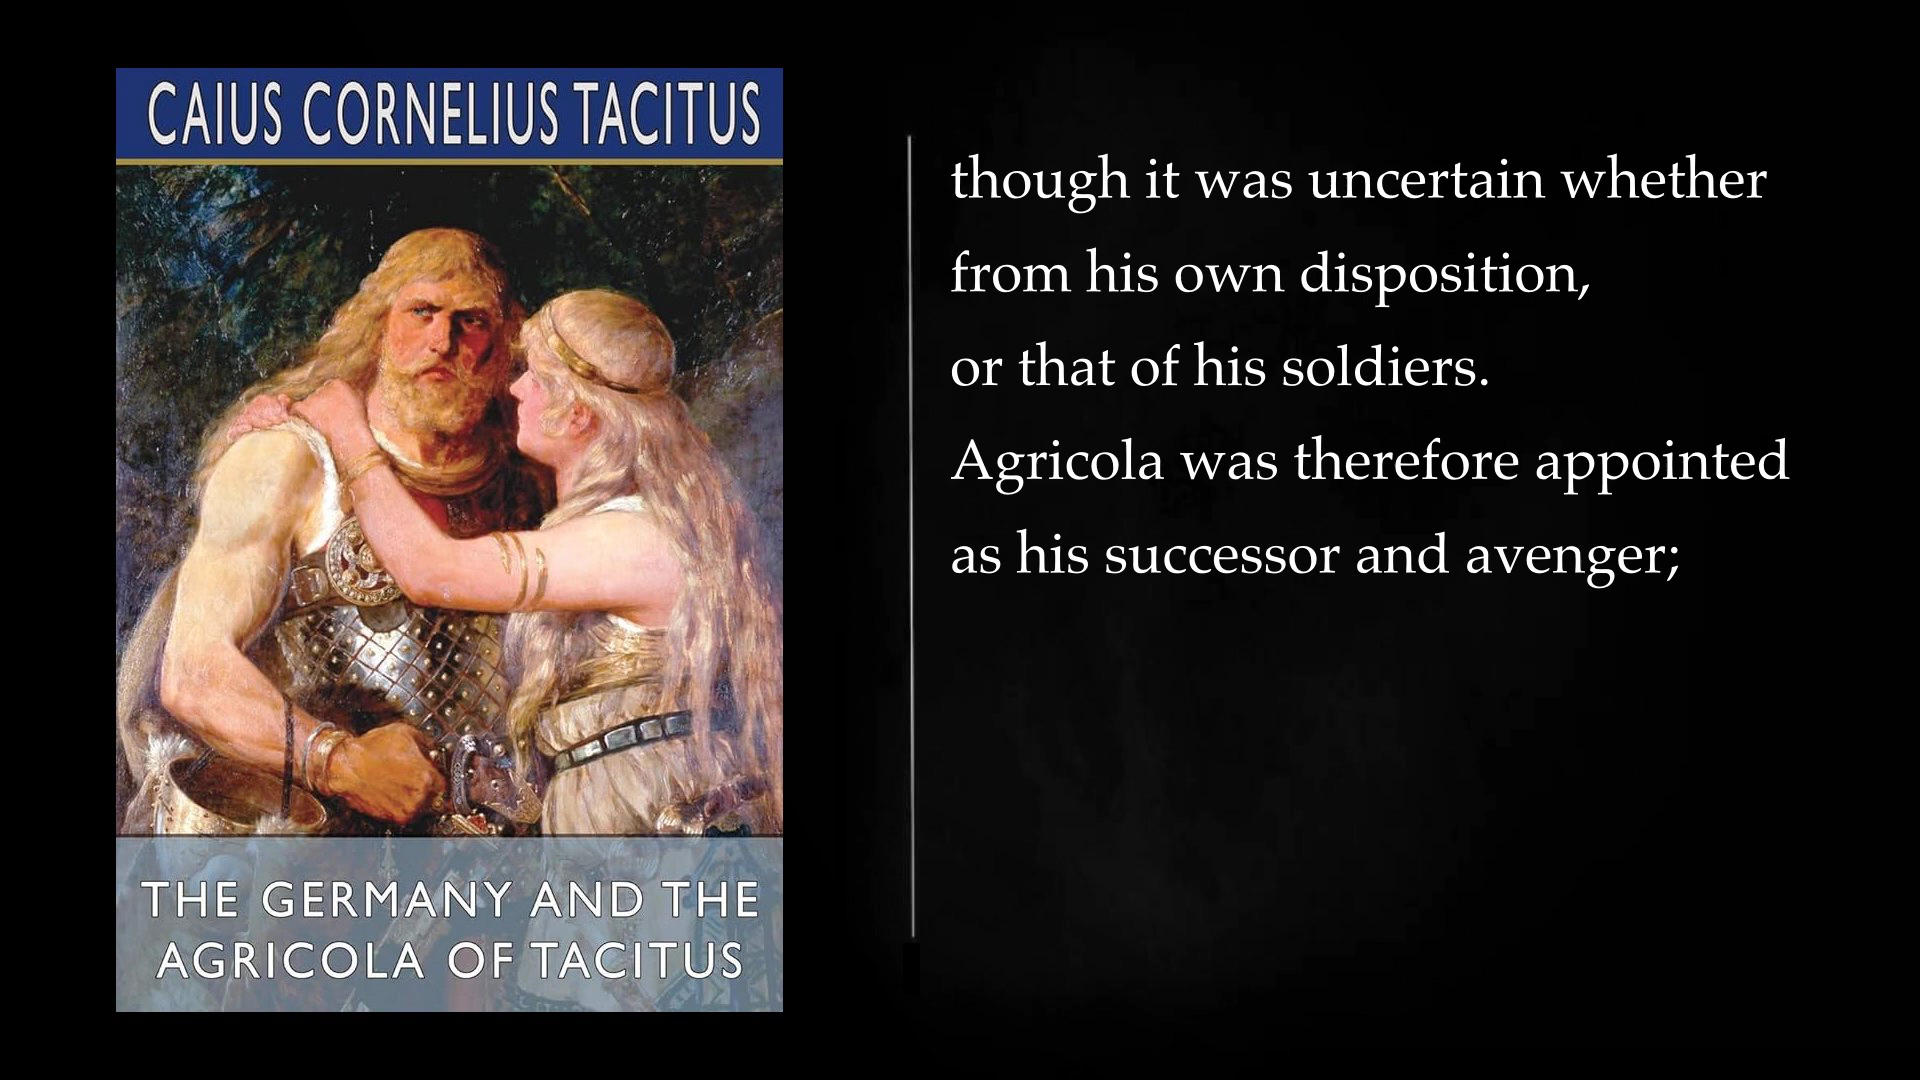 CAIUS CORNELIUS TACITUS
THE GERMANY AND THE
AGRICOLA OF TACITUS
though it was uncertain whether
from his own disposition,
or that of his soldiers.
Agricola was therefore appointed
as his successor and avenger;